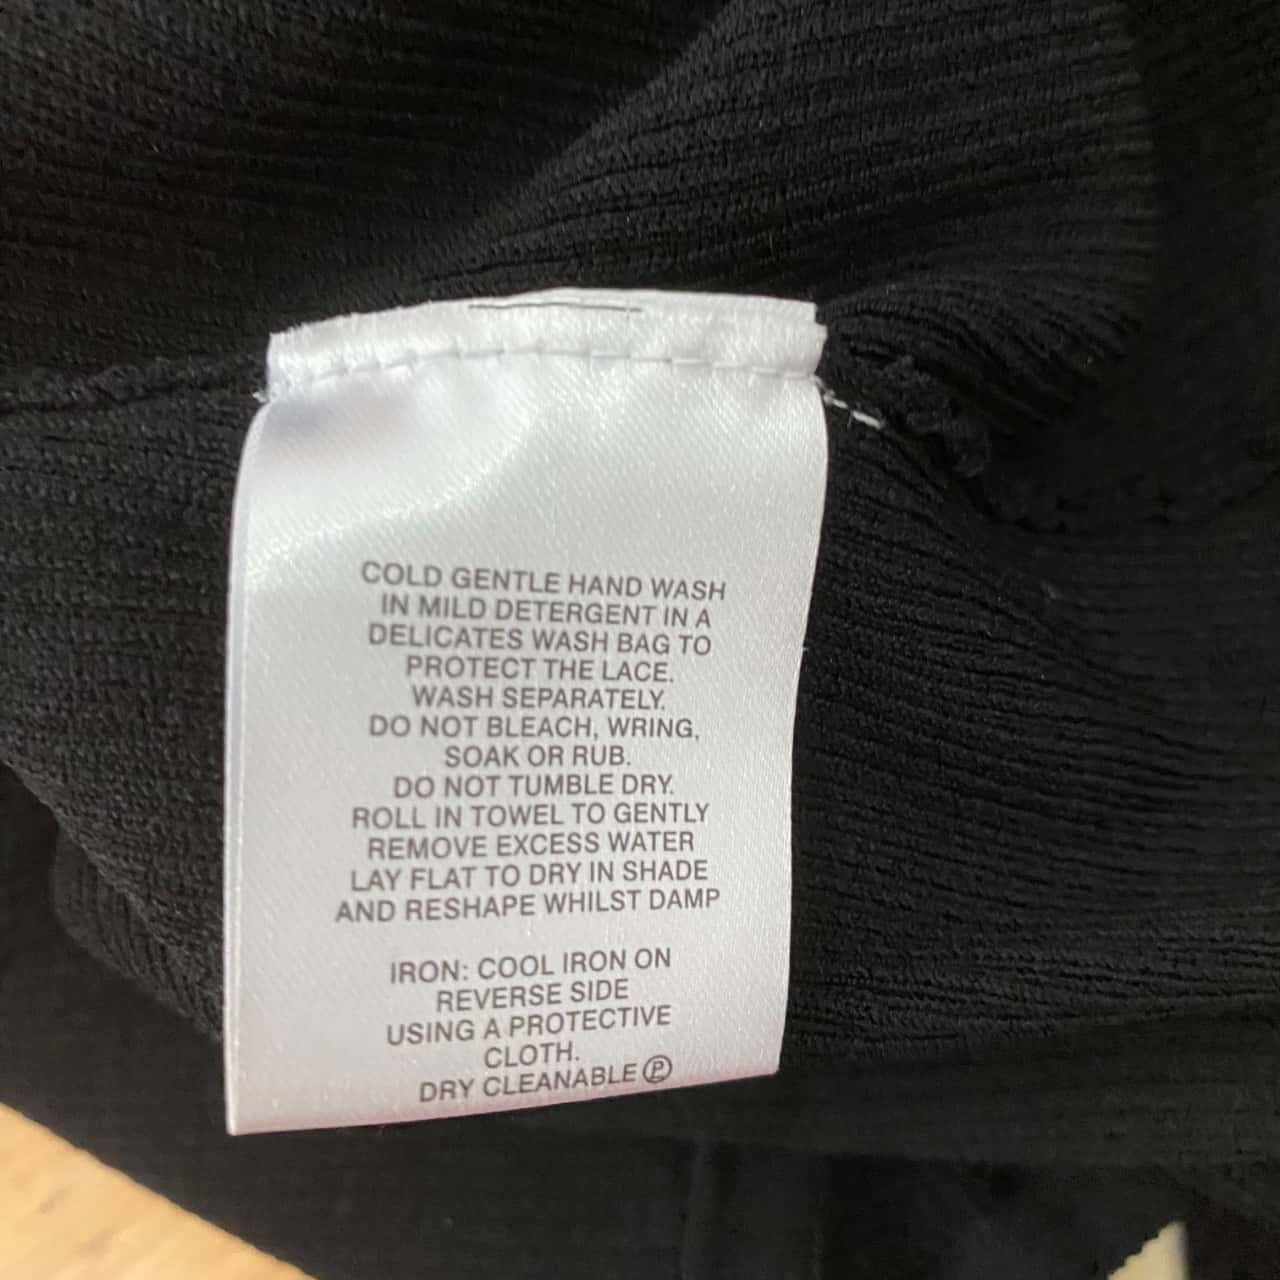 COLD GENTLE HAND WASH
IN MILD DETERGENT IN A
DELICATES WASH BAG TO
PROTECT THE LACE.
WASH SEPARATELY.
DO NOT BLEACH, WRING,
SOAK OR RUB.
DO NOT TUMBLE DRY.
ROLL IN TOWEL TO GENTLY
REMOVE EXCESS WATER
LAY FLAT TO DRY IN SHADE
AND RESHAPE WHILST DAMP
IRON: COOL IRON ON
REVERSE SIDE
USING A PROTECTIVE
CLOTH.
DRY CLEANABLE Ⓟ